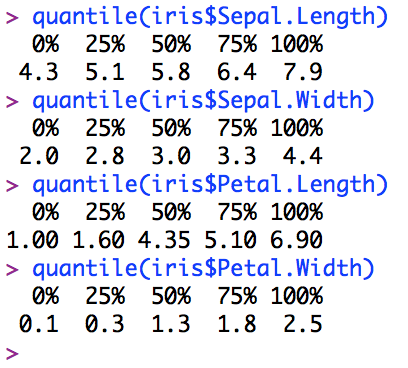 > quantile(iris$Sepal.Length)
0% 25% 50% 75% 100%
4.3 5.1 5.8 6.4 7.9
> quantile(iris$Sepal.Width)
0% 25% 50% 75% 100%
2.0 2.8 3.0 3.3 4.4
> quantile(iris$Petal.Length)
0% 25% 50% 75% 100%
1.00 1.60 4.35 5.10 6.90
> quantile(iris$Petal.Width)
0% 25% 50% 75% 100%
0.1 0.3 1.3 1.8 2.5
>